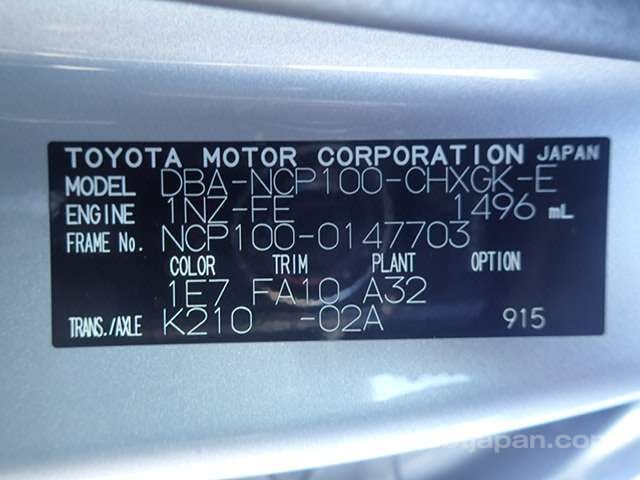 TOYOTA MOTOR CORPORATION JAPAN
MODEL DBA-NCP100-CHXGK-E
ENGINE 1NZ-FE 1496 mL
FRAME No. NCP100-0147703
COLOR TRIM PLANT OPTION
1E7 FA10 A32
TRANS./AXLE K210 -02A 915